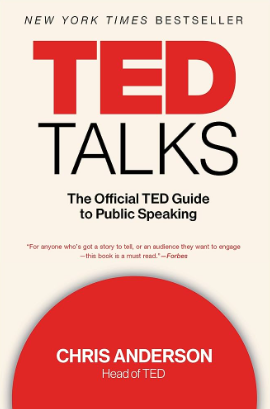 NEW YORK TIMES BESTSELLER
TED
TALKS
The Official TED Guide
to Public Speaking
"For anyone who's got a story to tell, or an audience they want to engage
—this book is a must read."—Forbes
CHRIS ANDERSON
Head of TED